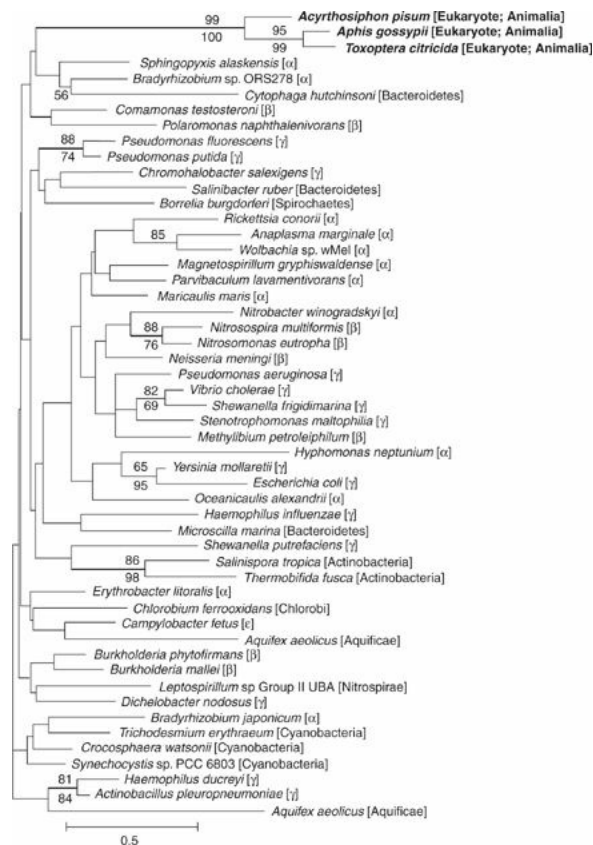 99
Acyrthosiphon pisum [Eukaryote; Animalia]
95
Aphis gossypii [Eukaryote; Animalia]
100
99
Toxoptera citricida [Eukaryote; Animalia]
Sphingopyxis alaskensis [α]
Bradyrhizobium sp. ORS278 [α]
56
Cytophaga hutchinsoni [Bacteroidetes]
Comamonas testosteroni [β]
Polaromonas naphthalenivorans [β]
88
Pseudomonas fluorescens [γ]
74
Pseudomonas putida [γ]
Chromohalobacter salexigens [γ]
Salinibacter ruber [Bacteroidetes]
Borrelia burgdorferi [Spirochaetes]
Rickettsia conorii [α]
85
Anaplasma marginale [α]
Wolbachia sp. wMel [α]
Magnetospirillum gryphiswaldense [α]
Parvibaculum lavamentivorans [α]
Maricaulis maris [α]
Nitrobacter winogradskyi [α]
88
Nitrosospira multiformis [β]
76
Nitrosomonas eutropha [β]
Neisseria meningi [β]
Pseudomonas aeruginosa [γ]
82
Vibrio cholerae [γ]
69
Shewanella frigidimarina [γ]
Stenotrophomonas maltophilia [γ]
Methylibium petroleiphilum [β]
Hyphomonas neptunium [α]
65
Yersinia mollaretii [γ]
95
Escherichia coli [γ]
Oceanicaulis alexandrii [α]
Haemophilus influenzae [γ]
Microscilla marina [Bacteroidetes]
Shewanella putrefaciens [γ]
86
Salinispora tropica [Actinobacteria]
98
Thermobifida fusca [Actinobacteria]
Erythrobacter litoralis [α]
Chlorobium ferrooxidans [Chlorobi]
Campylobacter fetus [ε]
Aquifex aeolicus [Aquificae]
Burkholderia phytofirmans [β]
Burkholderia mallei [β]
Leptospirillum sp Group II UBA [Nitrospirae]
Dichelobacter nodosus [γ]
Bradyrhizobium japonicum [α]
Trichodesmium erythraeum [Cyanobacteria]
Crocosphaera watsonii [Cyanobacteria]
Synechocystis sp. PCC 6803 [Cyanobacteria]
81
Haemophilus ducreyi [γ]
84
Actinobacillus pleuropneumoniae [γ]
Aquifex aeolicus [Aquificae]
0.5